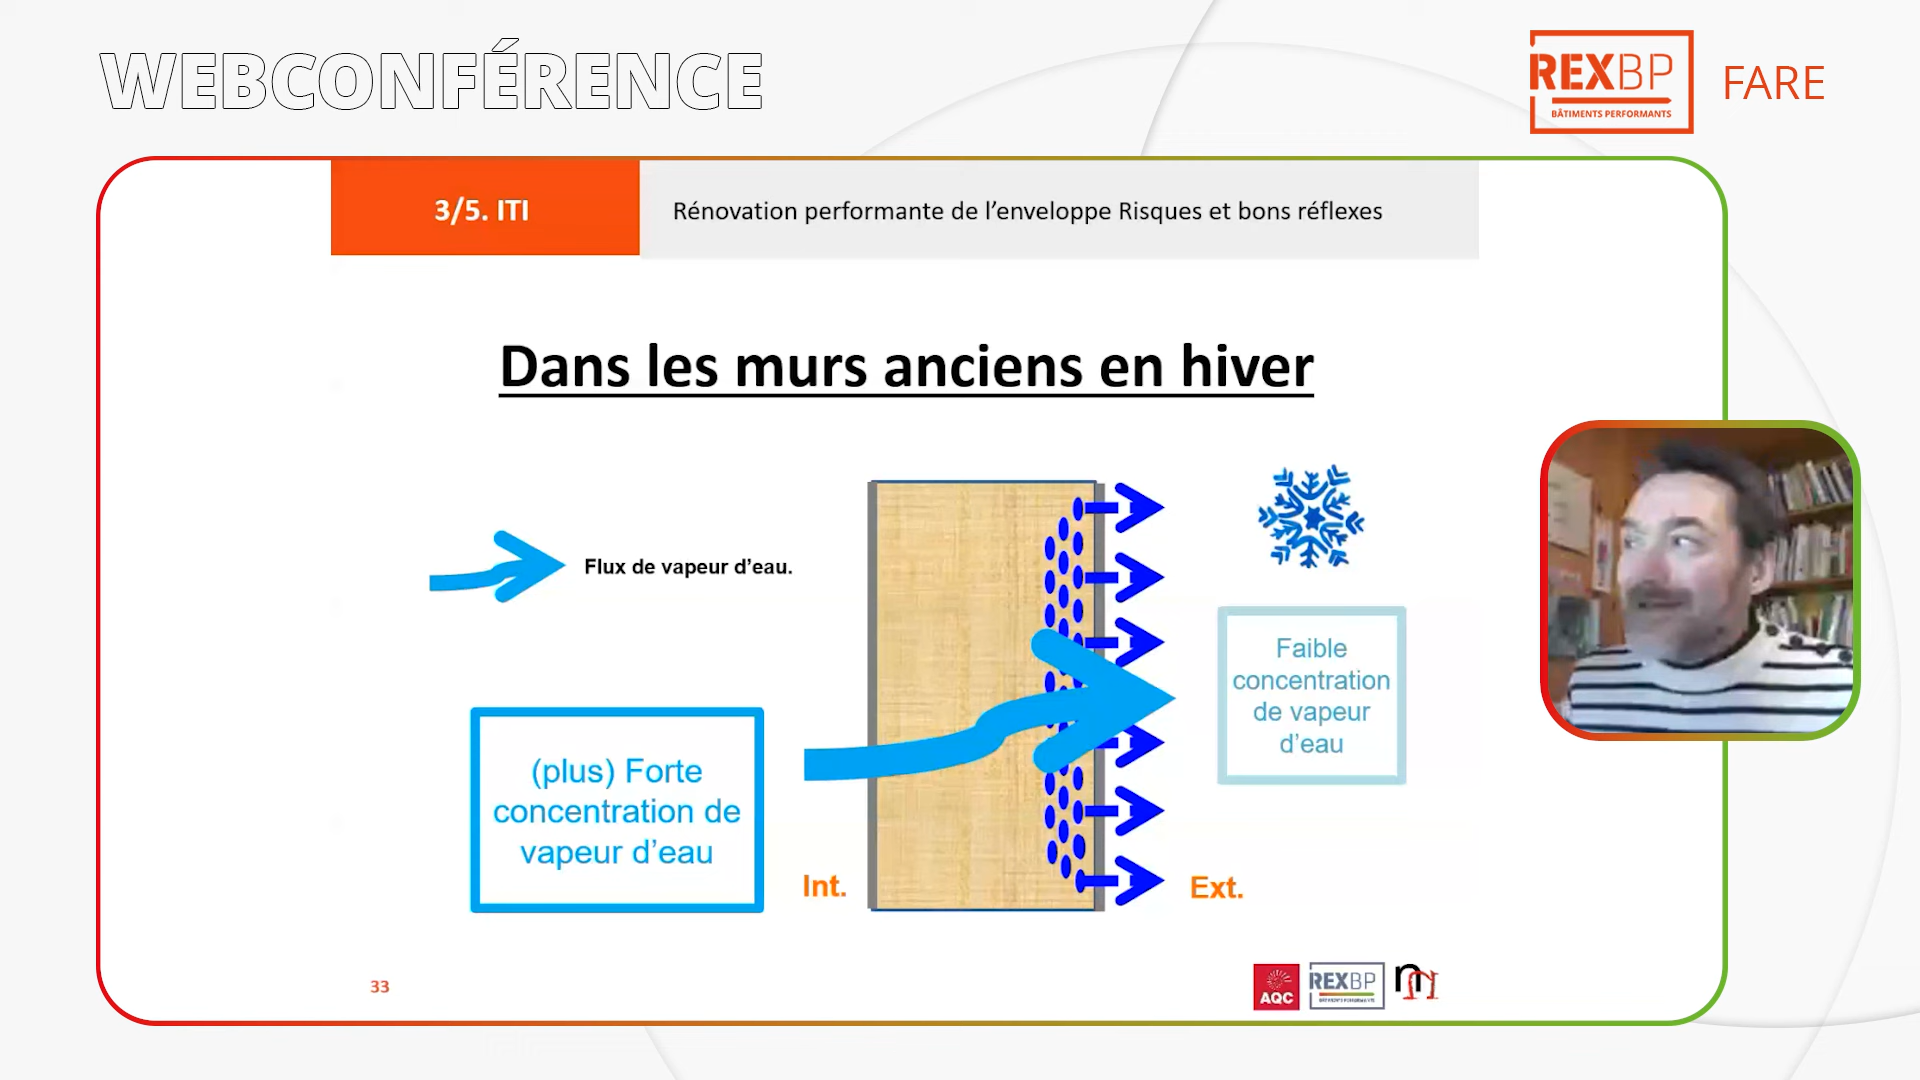 WEBCONFÉRENCE
REXBP
BÂTIMENTS PERFORMANTS
FARE
3/5. ITI
Rénovation performante de l’enveloppe Risques et bons réflexes
Dans les murs anciens en hiver
Flux de vapeur d’eau.
Faible
concentration
de vapeur
d’eau
(plus) Forte
concentration de
vapeur d’eau
Int.
Ext.
33
AQC
REXBP
BÂTIMENTS PERFORMANTS